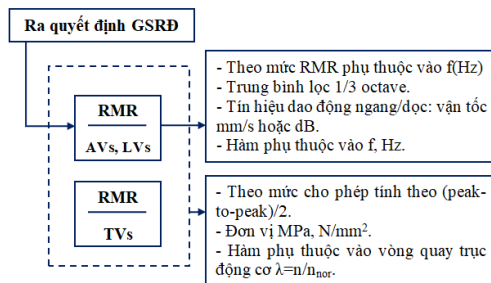 Ra quyết định GSRĐ
RMR
AVs, LVs
- Theo mức RMR phụ thuộc vào f(Hz)
- Trung bình lọc 1/3 octave.
- Tín hiệu dao động ngang/dọc: vận tốc
mm/s hoặc dB.
- Hàm phụ thuộc vào f, Hz.
RMR
TVs
- Theo mức cho phép tính theo (peak-
to-peak)/2.
- Đơn vị MPa, N/mm².
- Hàm phụ thuộc vào vòng quay trục
động cơ λ=n/nₙₒᵣ.